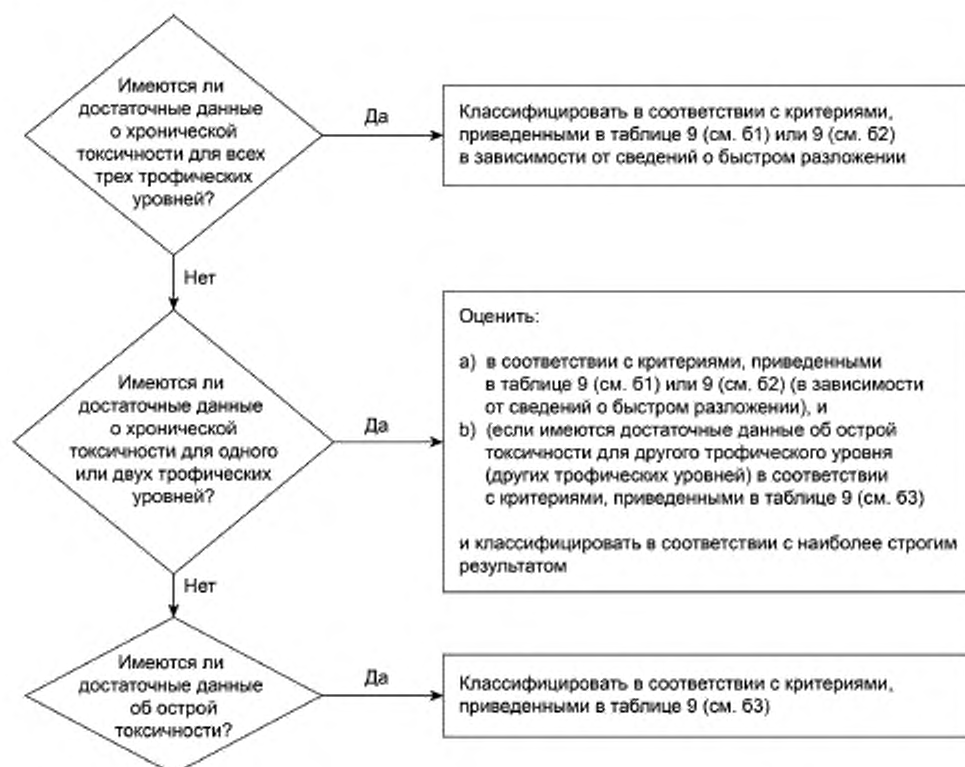 Имеются ли
достаточные данные
о хронической
токсичности для всех
трех трофических
уровней?
Да
Классифицировать в соответствии с критериями,
приведенными в таблице 9 (см. б1) или 9 (см. б2)
в зависимости от сведений о быстром разложении
Нет
Имеются ли
достаточные данные
о хронической
токсичности для одного
или двух трофических
уровней?
Да
Оценить:
a) в соответствии с критериями, приведенными
в таблице 9 (см. б1) или 9 (см. б2) (в зависимости
от сведений о быстром разложении), и
b) (если имеются достаточные данные об острой
токсичности для другого трофического уровня
(других трофических уровней) в соответствии
с критериями, приведенными в таблице 9 (см. б3)
и классифицировать в соответствии с наиболее строгим
результатом
Нет
Имеются ли
достаточные данные
об острой
токсичности?
Да
Классифицировать в соответствии с критериями,
приведенными в таблице 9 (см. б3)